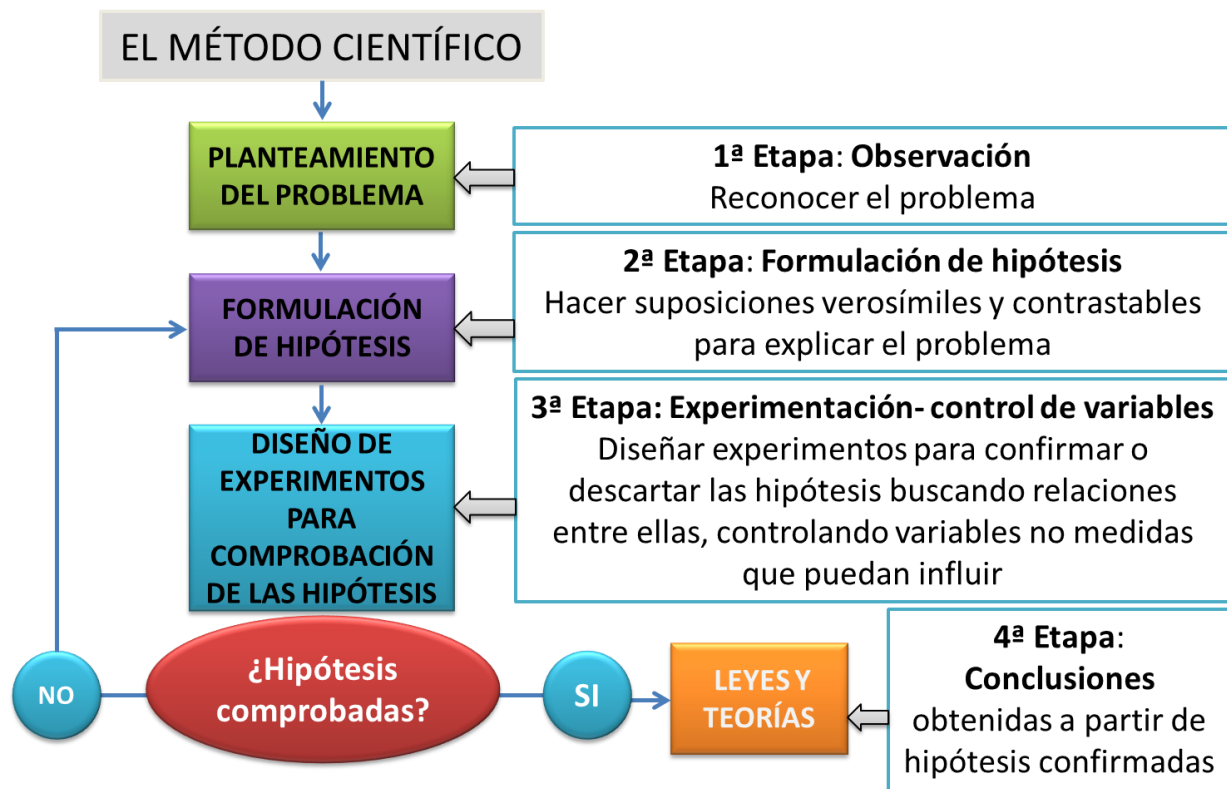 EL MÉTODO CIENTÍFICO
PLANTEAMIENTO
DEL PROBLEMA
1ª Etapa: Observación
Reconocer el problema
FORMULACIÓN
DE HIPÓTESIS
2ª Etapa: Formulación de hipótesis
Hacer suposiciones verosímiles y contrastables
para explicar el problema
DISEÑO DE
EXPERIMENTOS
PARA
COMPROBACIÓN
DE LAS HIPÓTESIS
3ª Etapa: Experimentación- control de variables
Diseñar experimentos para confirmar o
descartar las hipótesis buscando relaciones
entre ellas, controlando variables no medidas
que puedan influir
NO
¿Hipótesis
comprobadas?
SI
LEYES Y
TEORÍAS
4ª Etapa:
Conclusiones
obtenidas a partir de
hipótesis confirmadas